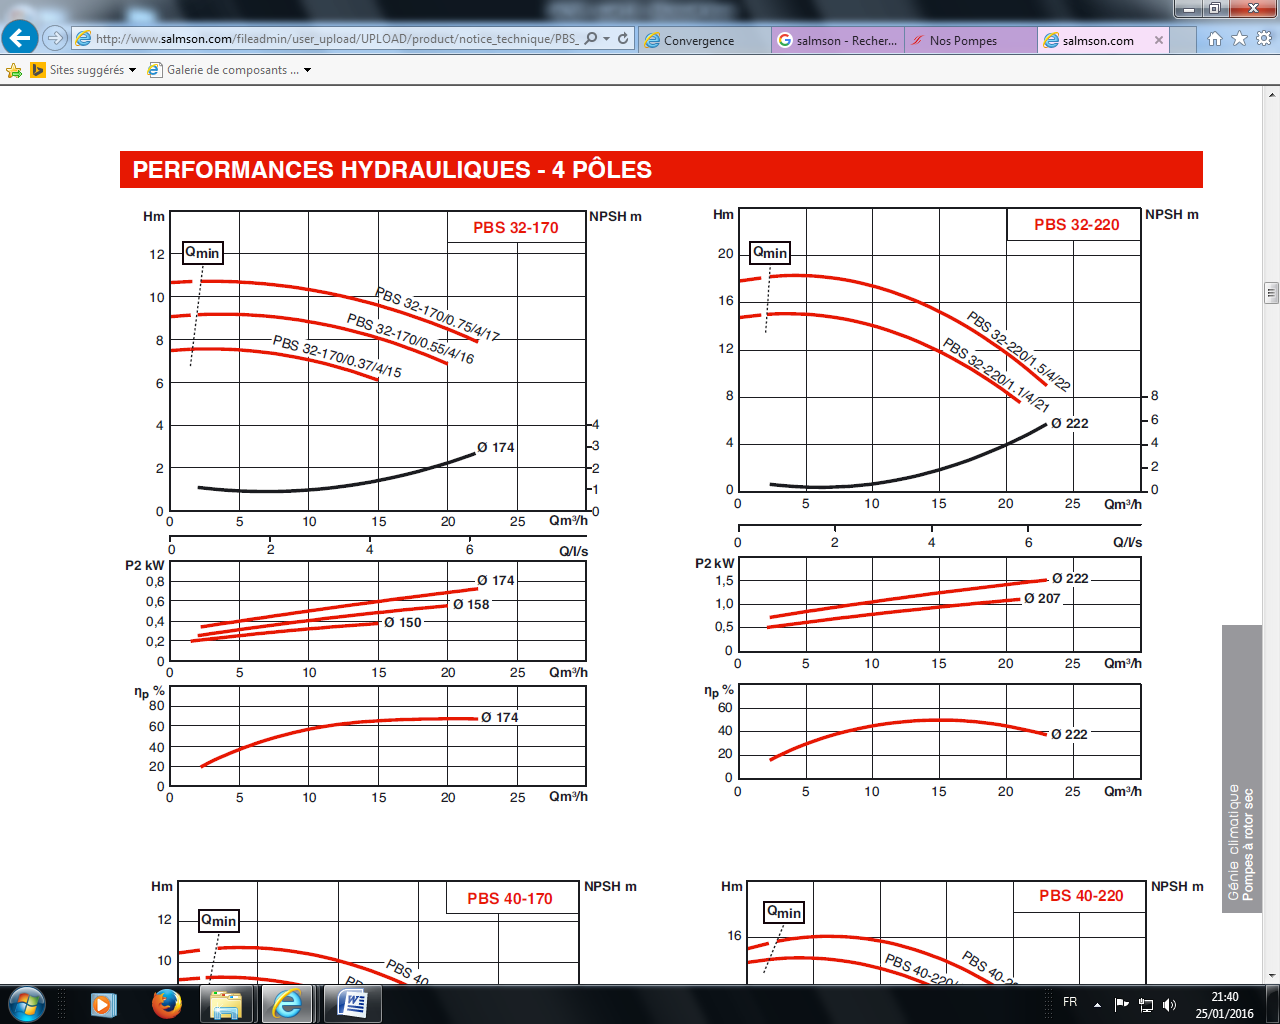 http://www.salmson.com/fileadmin/user_upload/UPLOAD/product/notice_technique/PBS_
Convergence
salmson - Recher...
Nos Pompes
salmson.com
Sites suggérés
Galerie de composants ...
PERFORMANCES HYDRAULIQUES - 4 PÔLES
Hm
NPSH m
PBS 32-170
Qmin
12
10
8
6
4
2
0
PBS 32-170/0.75/4/17
PBS 32-170/0.55/4/16
PBS 32-170/0.37/4/15
4
3
2
1
0
Ø 174
0 5 10 15 20 25 Qm³/h
0 2 4 6 Q/l/s
P2 kW
0,8
0,6
0,4
0,2
0
Ø 174
Ø 158
Ø 150
0 5 10 15 20 25 Qm³/h
ηp %
80
60
40
20
0
Ø 174
0 5 10 15 20 25 Qm³/h
Hm
NPSH m
PBS 32-220
Qmin
20
16
12
8
4
0
PBS 32-220/1.5/4/22
PBS 32-220/1.1/4/21
8
6
4
2
0
Ø 222
0 5 10 15 20 25 Qm³/h
0 2 4 6 Q/l/s
P2 kW
1,5
1,0
0,5
0
Ø 222
Ø 207
0 5 10 15 20 25 Qm³/h
ηp %
60
40
20
0
Ø 222
0 5 10 15 20 25 Qm³/h
Génie climatique
Pompes à rotor sec
Hm
NPSH m
PBS 40-170
Qmin
12
10
PBS 40
Hm
NPSH m
PBS 40-220
Qmin
16
PBS 40-220/
PBS 40-2
FR
21:40
25/01/2016